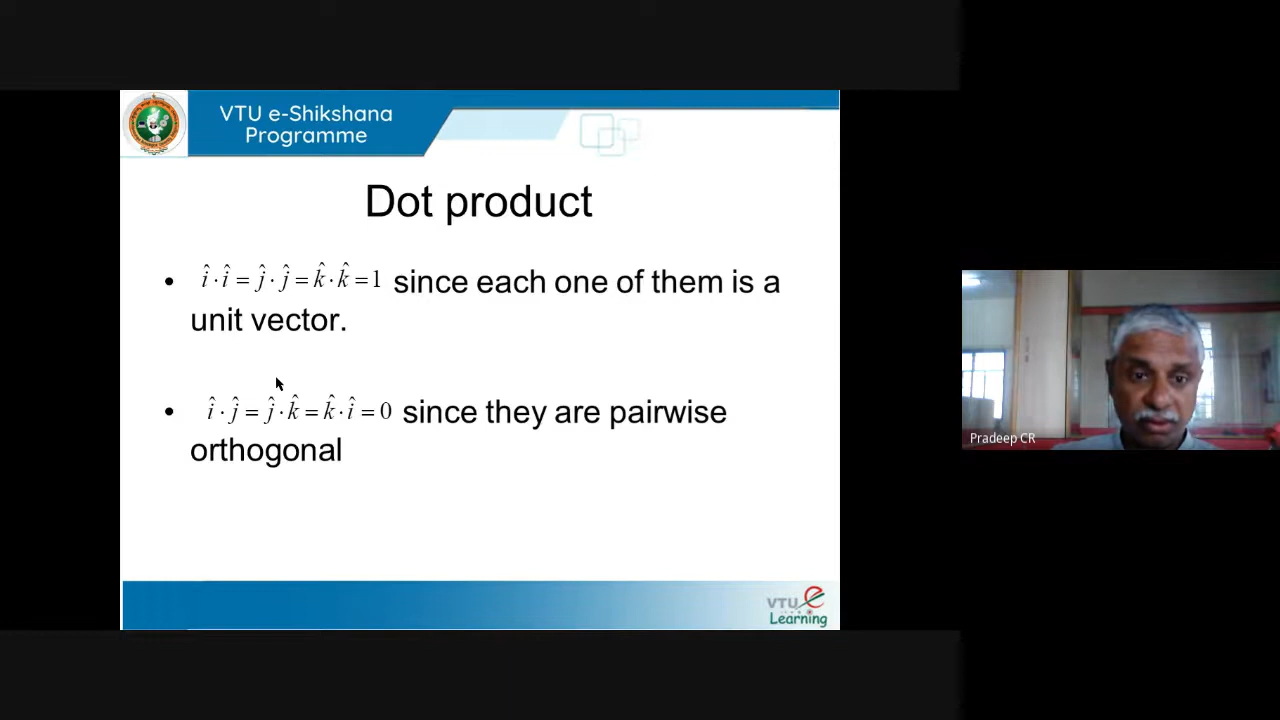 VTU e-Shikshana
Programme
Dot product
• î · î = ĵ · ĵ = k̂ · k̂ = 1 since each one of them is a
unit vector.
• î · ĵ = ĵ · k̂ = k̂ · î = 0 since they are pairwise
orthogonal
Pradeep CR
VTU e
Learning